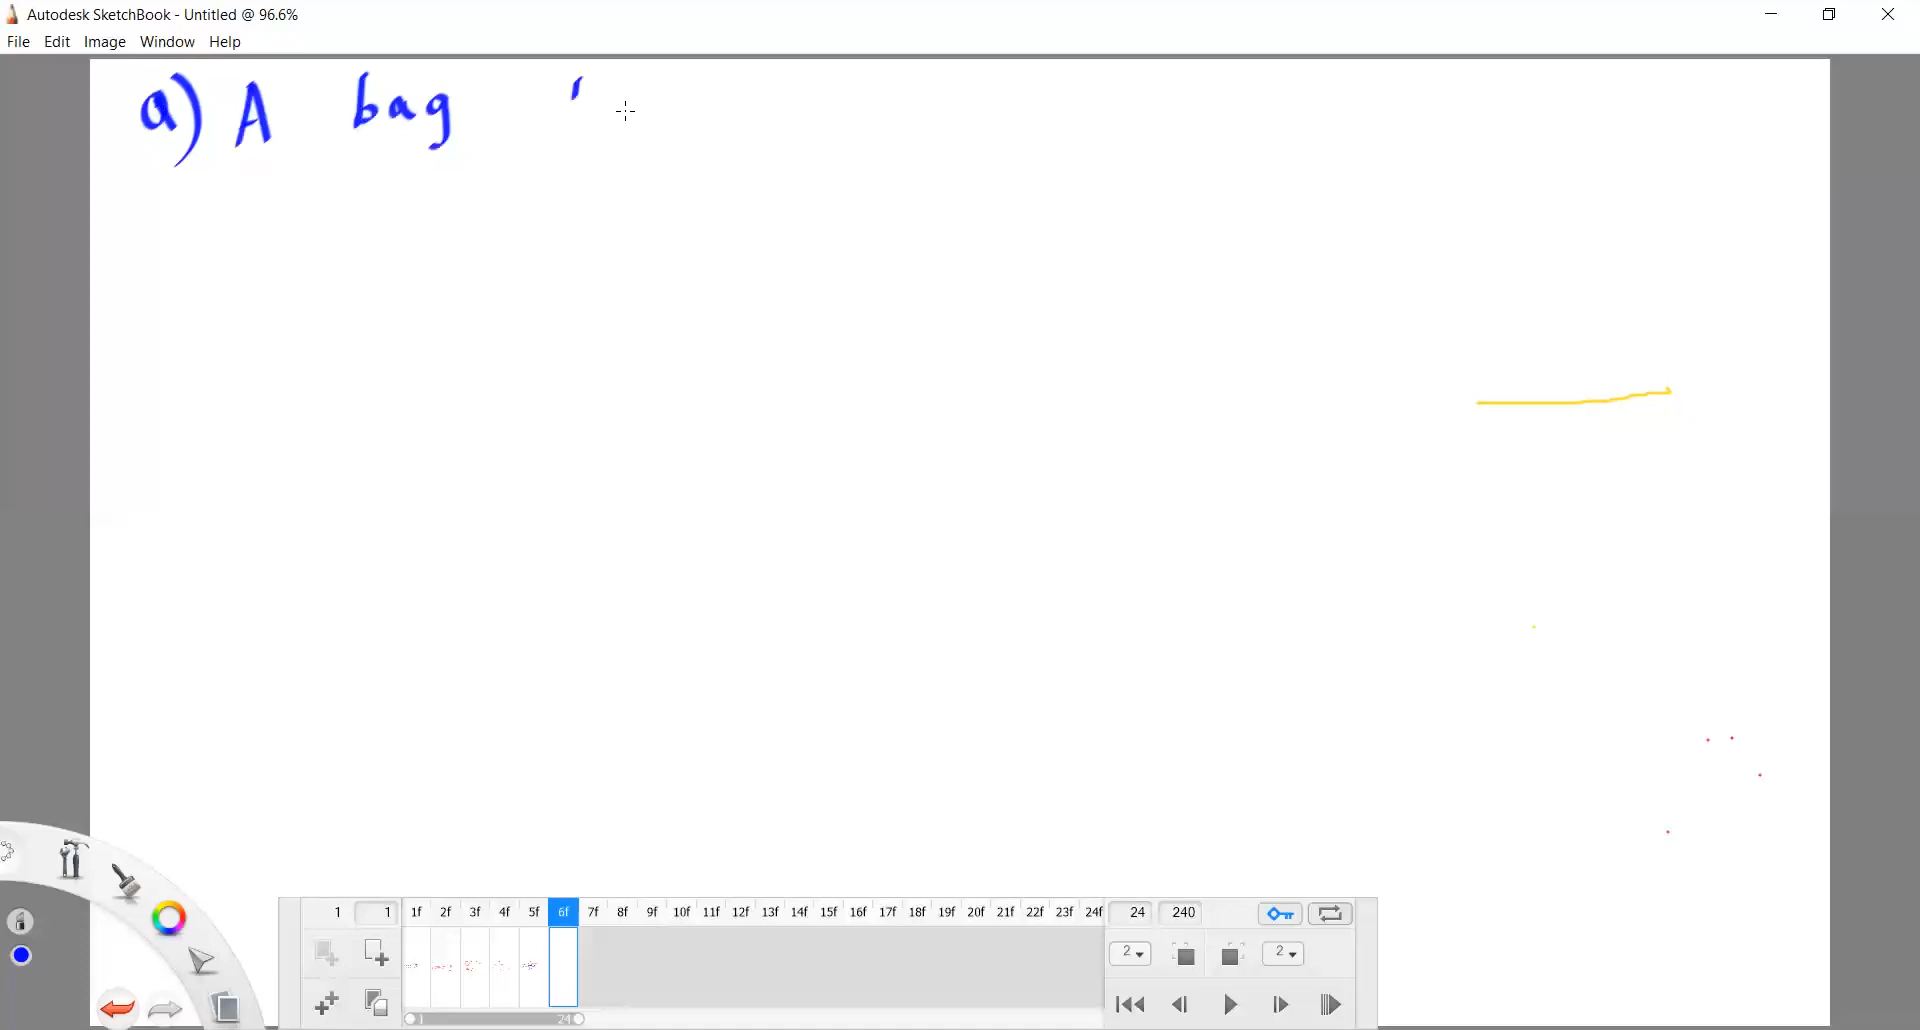 Autodesk SketchBook - Untitled @ 96.6%
File Edit Image Window Help
a) A bag
1 1 1f 2f 3f 4f 5f 6f 7f 8f 9f 10f 11f 12f 13f 14f 15f 16f 17f 18f 19f 20f 21f 22f 23f 24f 24 240
2 2
1 24